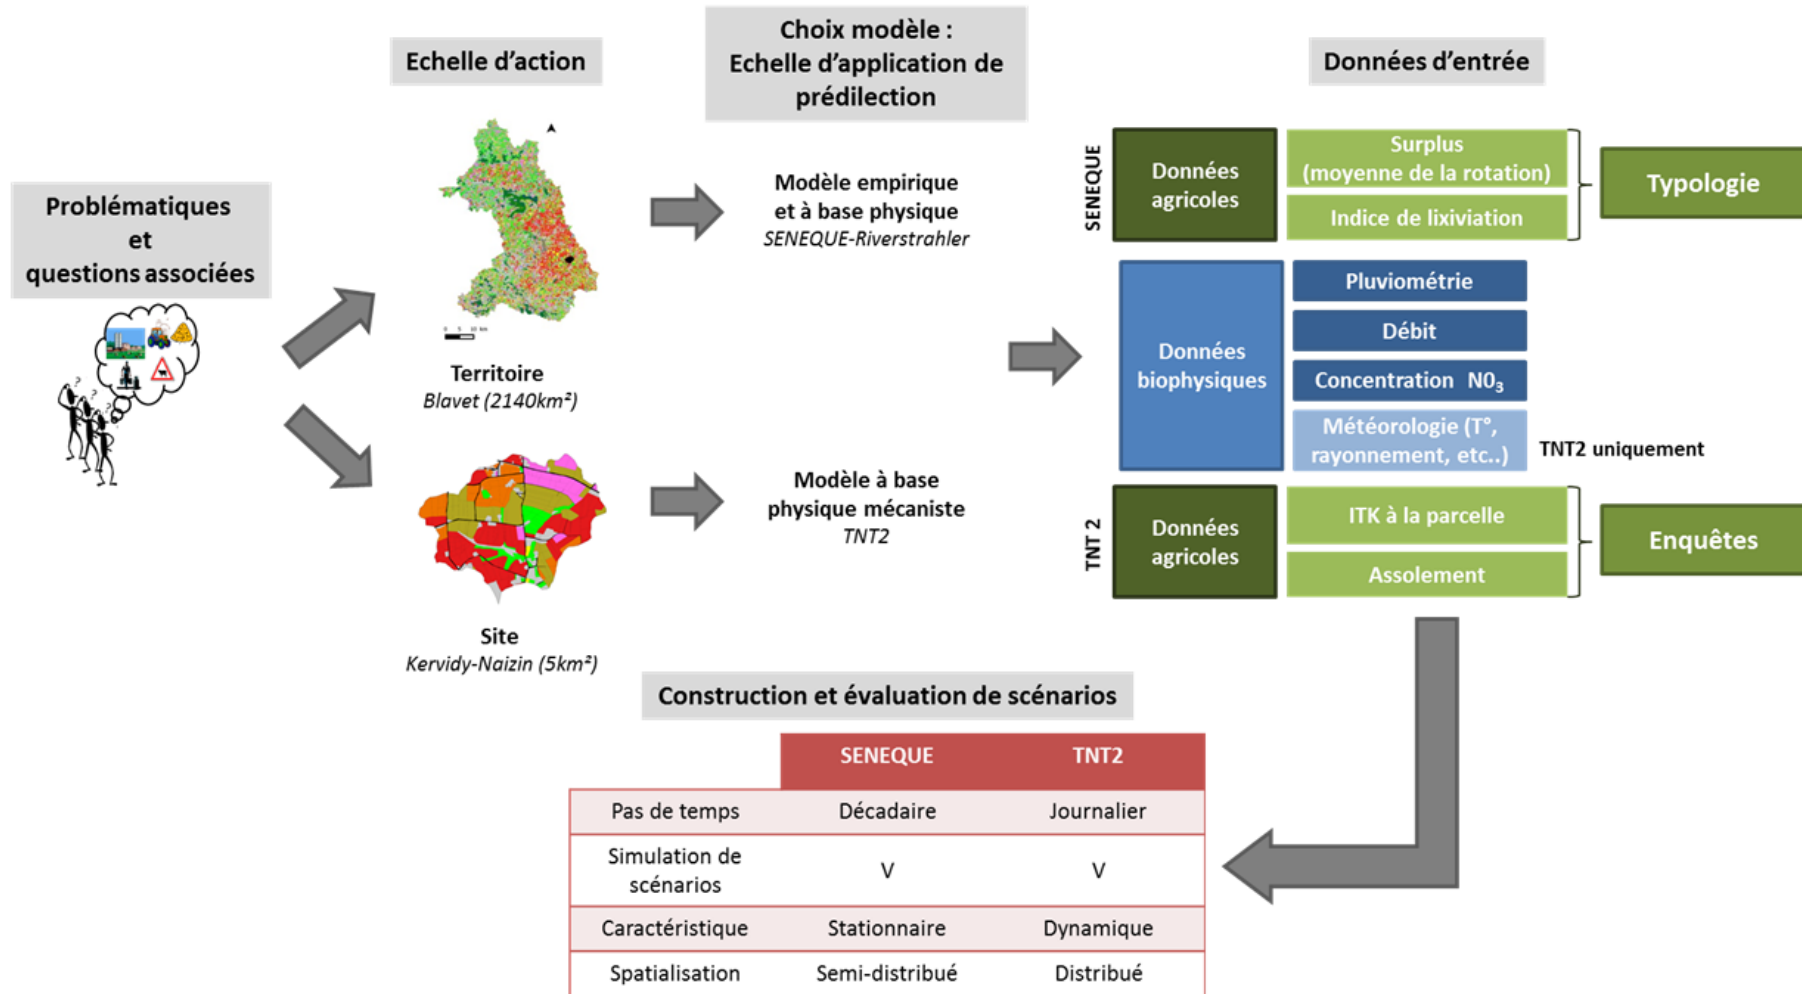 Problématiques
et
questions associées
? ? ?
Echelle d'action
0 5 10 km
Territoire
Blavet (2140km²)
Site
Kervidy-Naizin (5km²)
Choix modèle :
Echelle d'application de
prédilection
Modèle empirique
et à base physique
SENEQUE-Riverstrahler
Modèle à base
physique mécaniste
TNT2
Données d'entrée
SENEQUE
Données
agricoles
Surplus
(moyenne de la rotation)
Indice de lixiviation
Typologie
Données
biophysiques
Pluviométrie
Débit
Concentration N0₃
Météorologie (T°,
rayonnement, etc..)
TNT2 uniquement
TNT 2
Données
agricoles
ITK à la parcelle
Assolement
Enquêtes
Construction et évaluation de scénarios
SENEQUE TNT2
Pas de temps Décadaire Journalier
Simulation de
scénarios V V
Caractéristique Stationnaire Dynamique
Spatialisation Semi-distribué Distribué